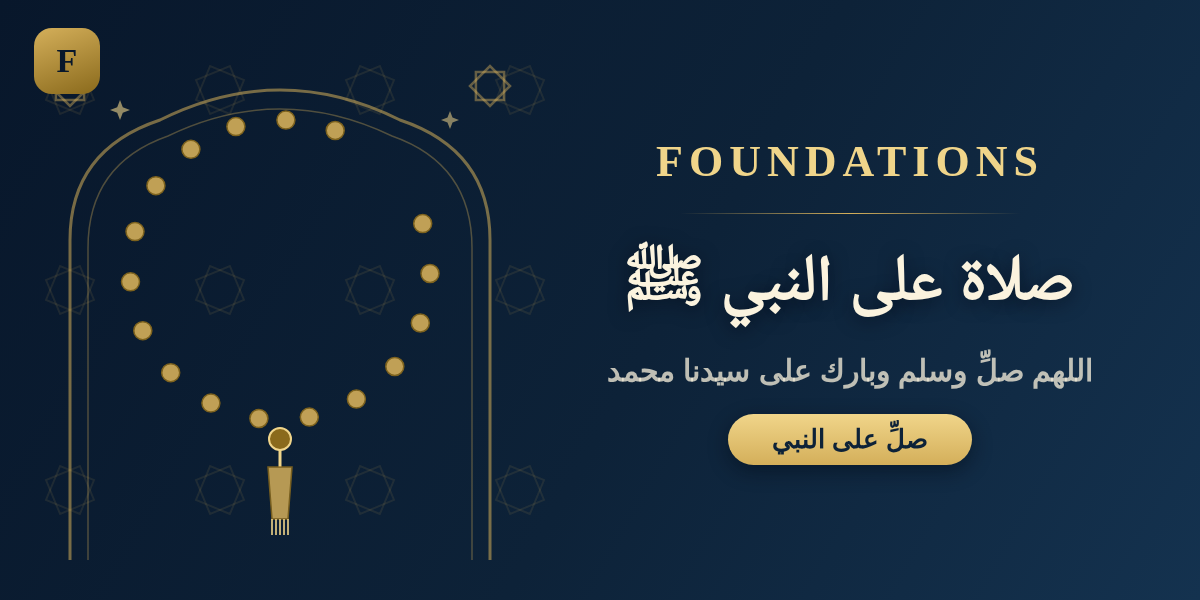 F
FOUNDATIONS
صلاة على النبي ﷺ
اللهم صلِّ وسلم وبارك على سيدنا محمد
صلِّ على النبي